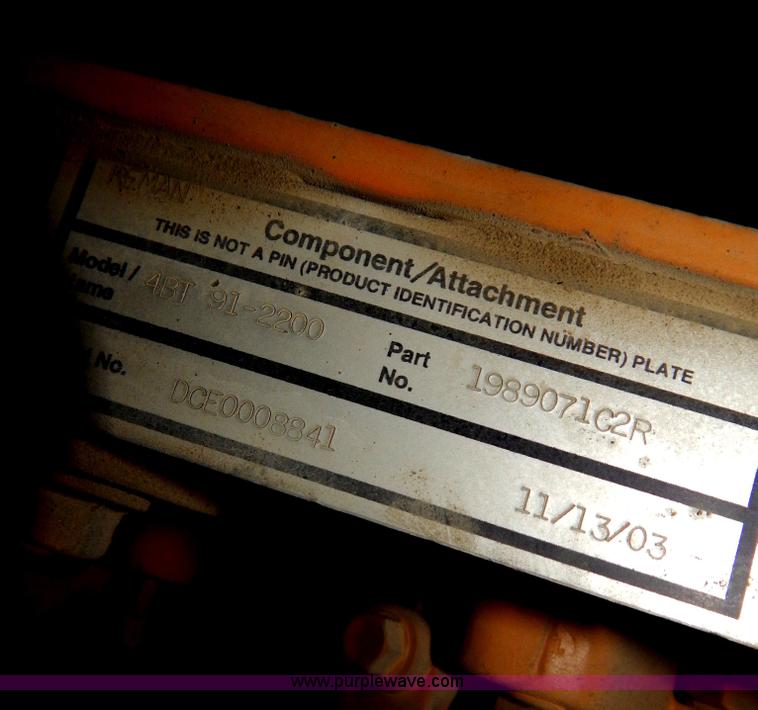 REMAN
Component/Attachment
THIS IS NOT A PIN (PRODUCT IDENTIFICATION NUMBER) PLATE
Model / 4BT 91-2200
Part
No. 1989071C2R
No. DCE0008841
11/13/03
www.purplewave.com